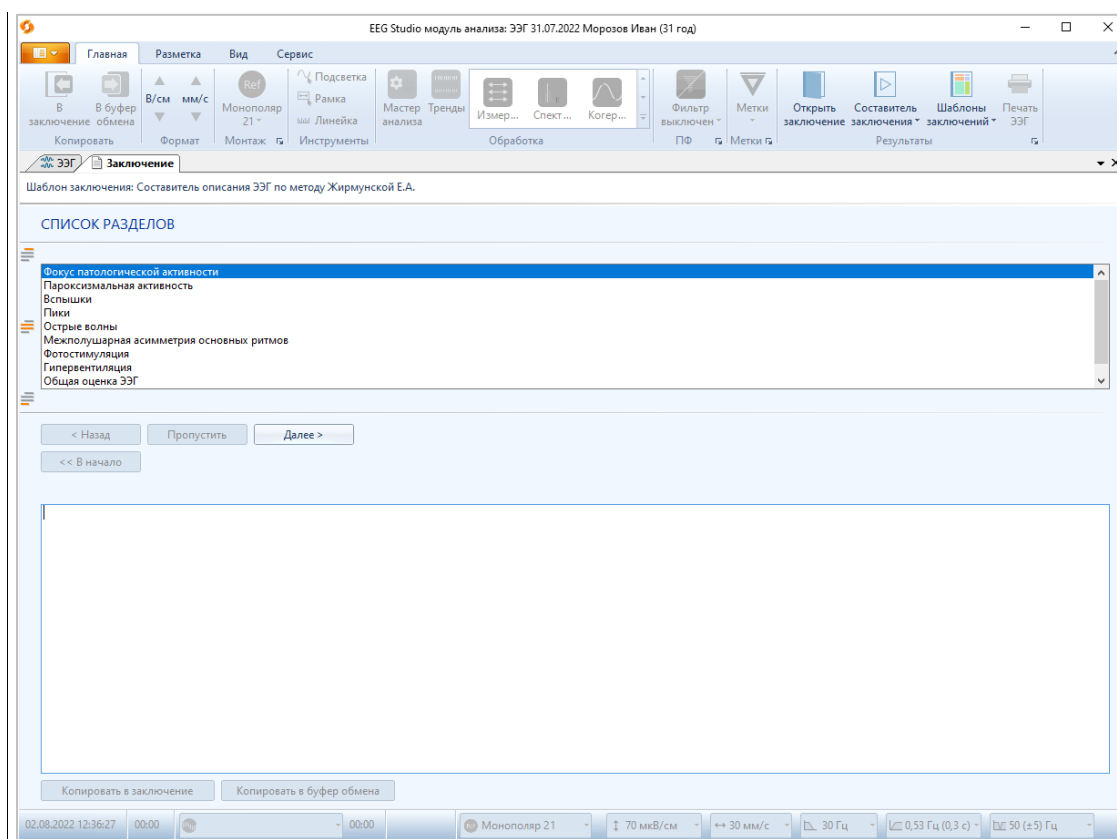 EEG Studio модуль анализа: ЭЭГ 31.07.2022 Морозов Иван (31 год)
Главная Разметка Вид Сервис
В заключение
В буфер обмена
Копировать
В/см мм/с
Формат
Ref
Монополяр 21
Монтаж
Подсветка
Рамка
Линейка
Инструменты
Мастер анализа
Тренды
Измер... Спект... Когер...
Обработка
Фильтр выключен
ПФ
Метки
Метки
Открыть заключение
Составитель заключения
Шаблоны заключений
Печать ЭЭГ
Результаты
ЭЭГ Заключение
Шаблон заключения: Составитель описания ЭЭГ по методу Жирмунской Е.А.
СПИСОК РАЗДЕЛОВ
Фокус патологической активности
Пароксизмальная активность
Вспышки
Пики
Острые волны
Межполушарная асимметрия основных ритмов
Фотостимуляция
Гипервентиляция
Общая оценка ЭЭГ
< Назад Пропустить Далее >
<< В начало
Копировать в заключение Копировать в буфер обмена
02.08.2022 12:36:27 00:00 00:00 Монополяр 21 70 мкВ/см 30 мм/с 30 Гц 0,53 Гц (0,3 с) 50 (±5) Гц